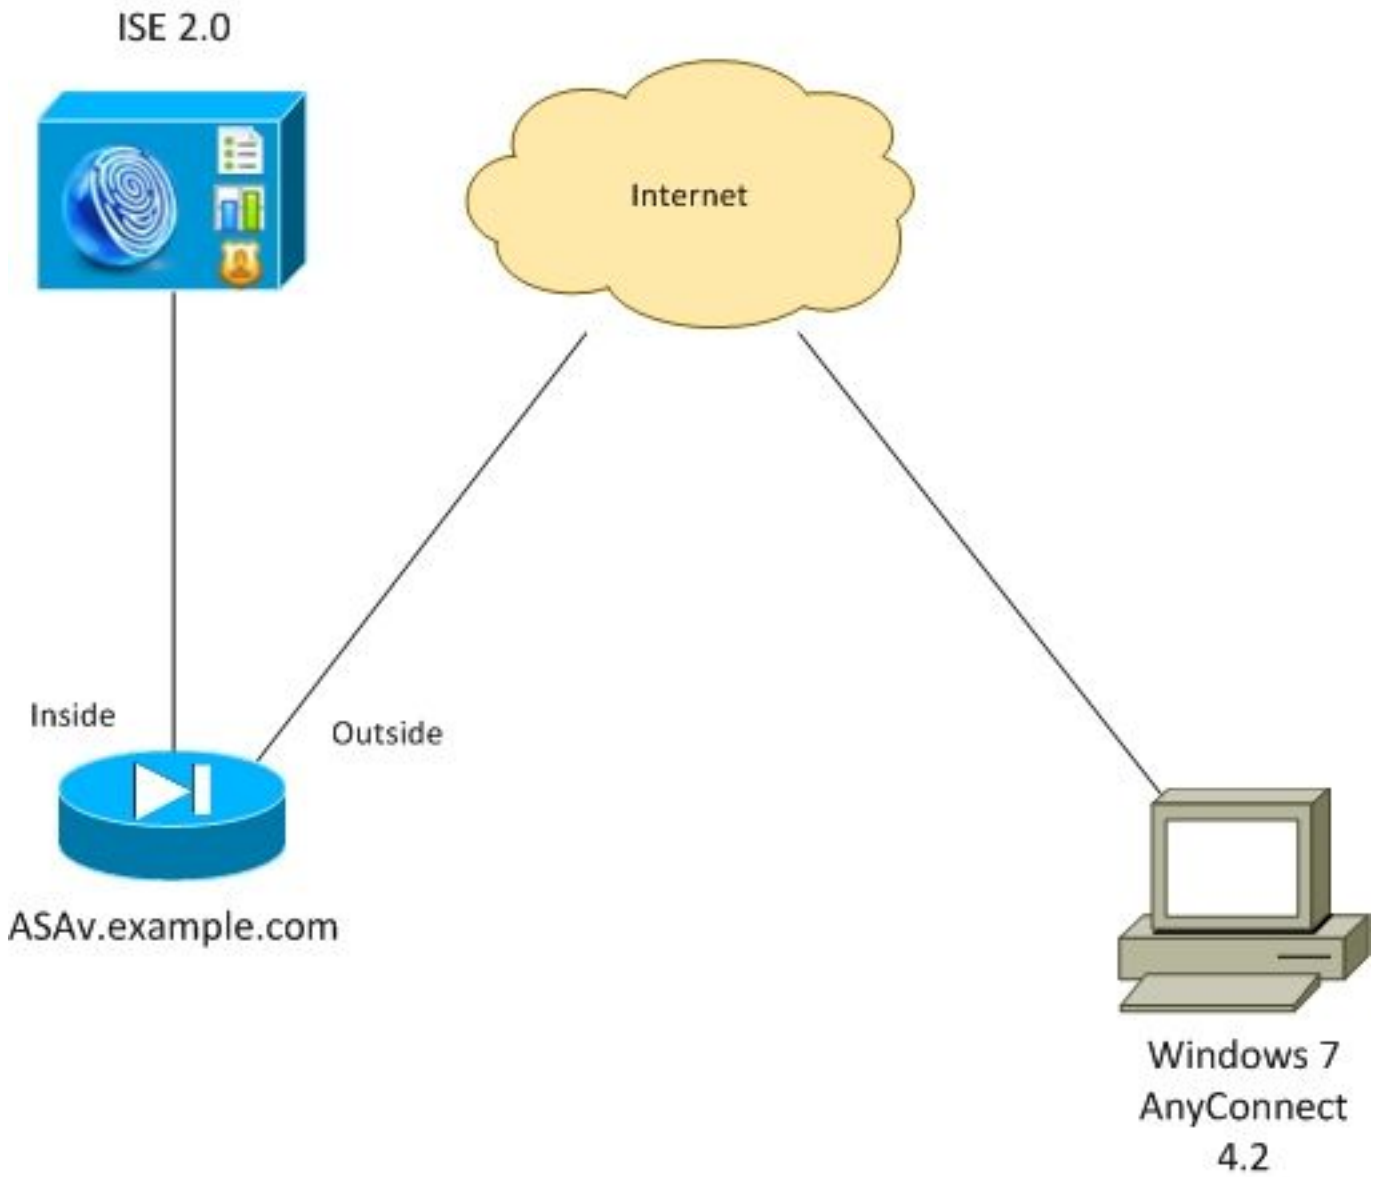 ISE 2.0
Internet
Inside
Outside
ASAv.example.com
Windows 7
AnyConnect
4.2